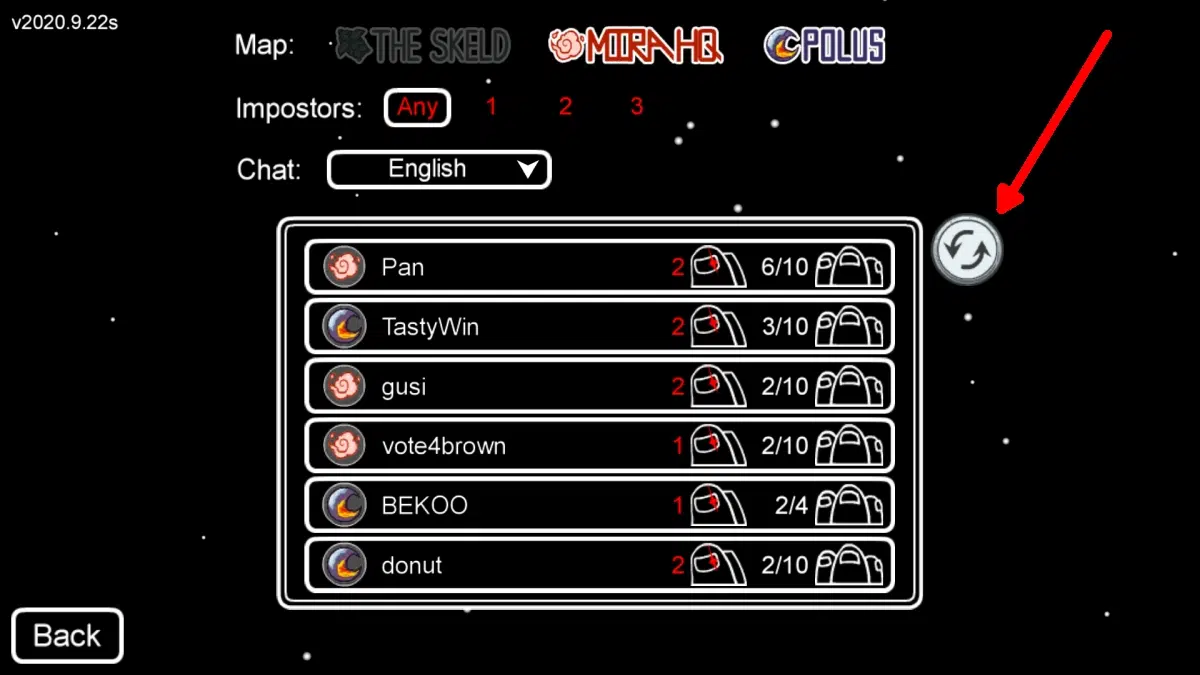 v2020.9.22s
Map: THE SKELD MIRA HQ POLUS
Impostors: Any 1 2 3
Chat: English
Pan 2 6/10
TastyWin 2 3/10
gusi 2 2/10
vote4brown 1 2/10
BEKOO 1 2/4
donut 2 2/10
Back